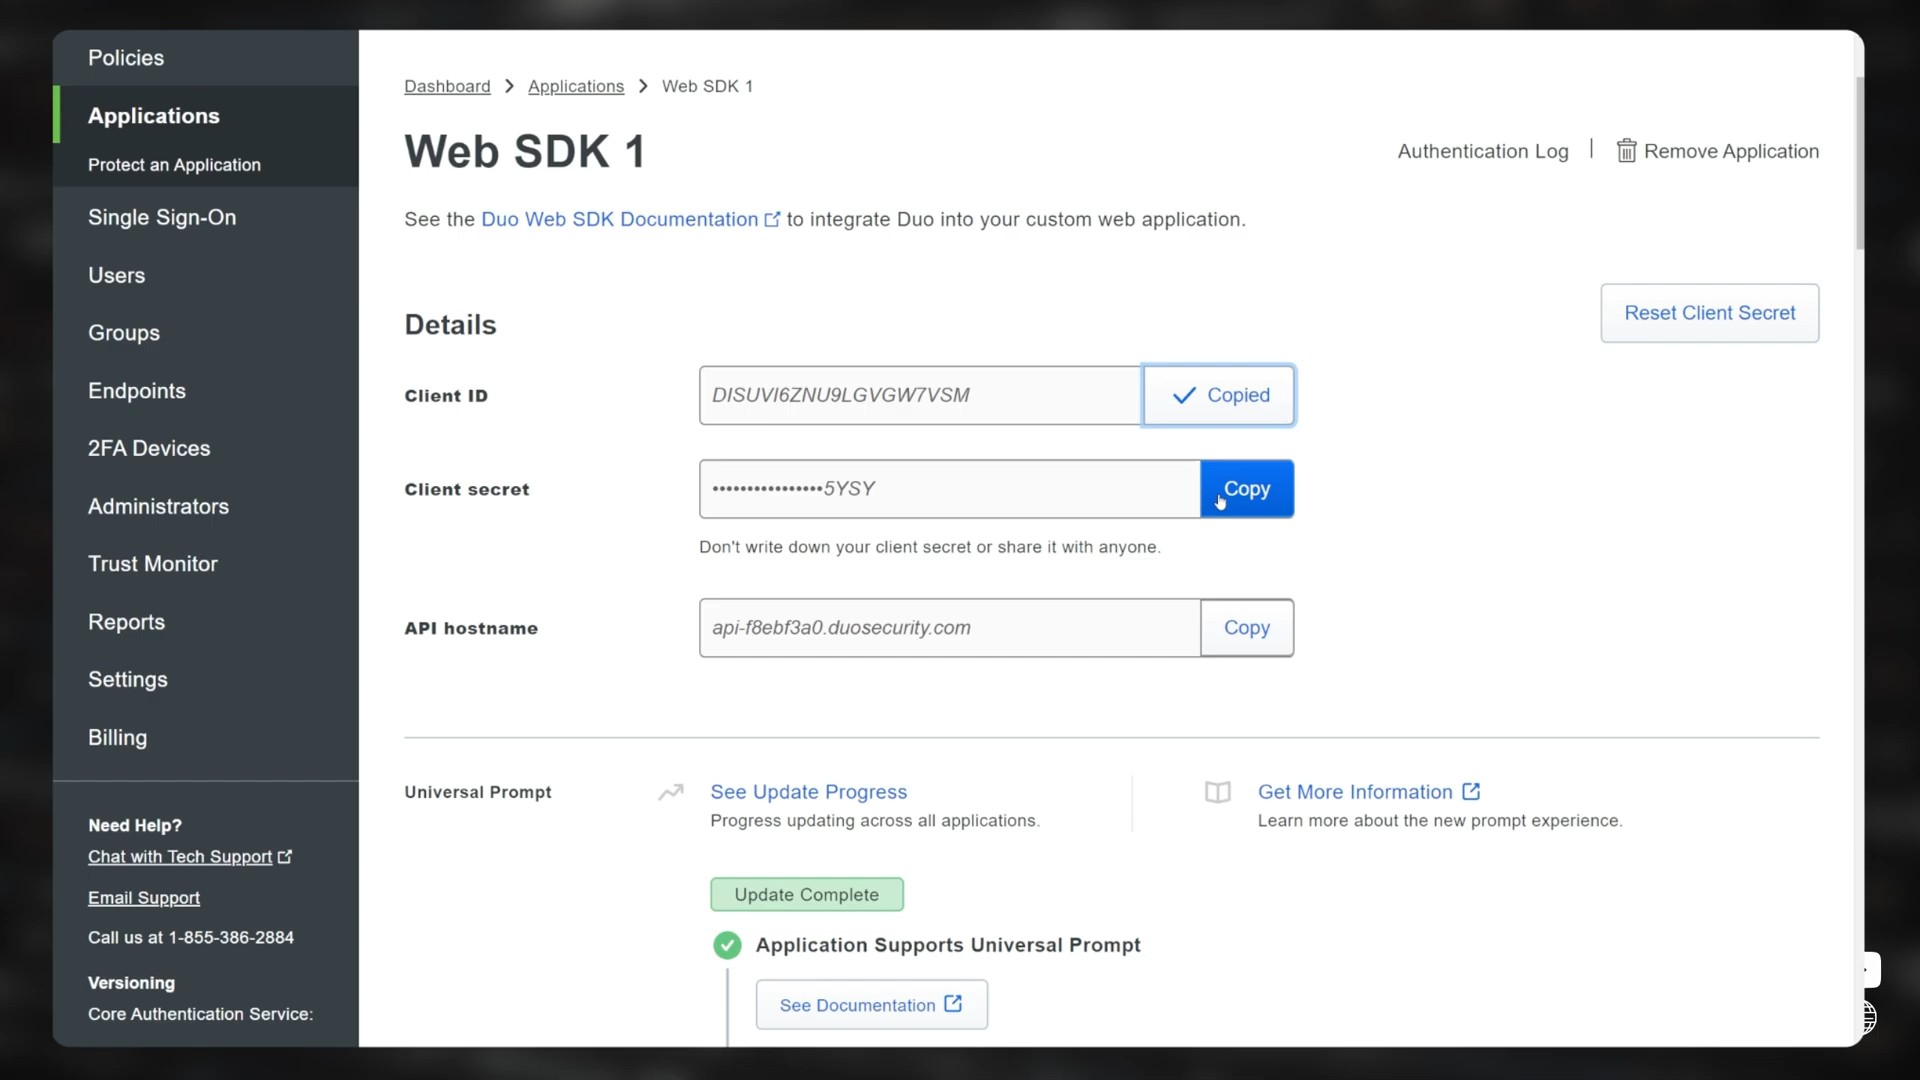 Policies
Applications
Protect an Application
Single Sign-On
Users
Groups
Endpoints
2FA Devices
Administrators
Trust Monitor
Reports
Settings
Billing
Need Help?
Chat with Tech Support
Email Support
Call us at 1-855-386-2884
Versioning
Core Authentication Service:
Dashboard > Applications > Web SDK 1
Web SDK 1
Authentication Log | Remove Application
See the Duo Web SDK Documentation to integrate Duo into your custom web application.
Details
Reset Client Secret
Client ID DISUVI6ZNU9LGVGW7VSM Copied
Client secret ••••••••••••••••5YSY Copy
Don't write down your client secret or share it with anyone.
API hostname api-f8ebf3a0.duosecurity.com Copy
Universal Prompt See Update Progress Get More Information
Progress updating across all applications. Learn more about the new prompt experience.
Update Complete
Application Supports Universal Prompt
See Documentation